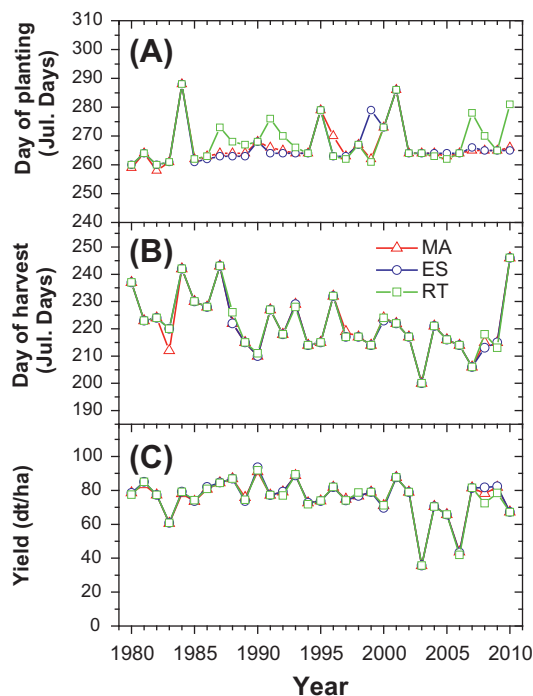 310
300
290
280
270
260
250
240
Day of planting
(Jul. Days)
(A)
250
240
230
220
210
200
190
Day of harvest
(Jul. Days)
(B)
MA
ES
RT
100
80
60
40
20
0
Yield (dt/ha)
(C)
1980 1985 1990 1995 2000 2005 2010
Year